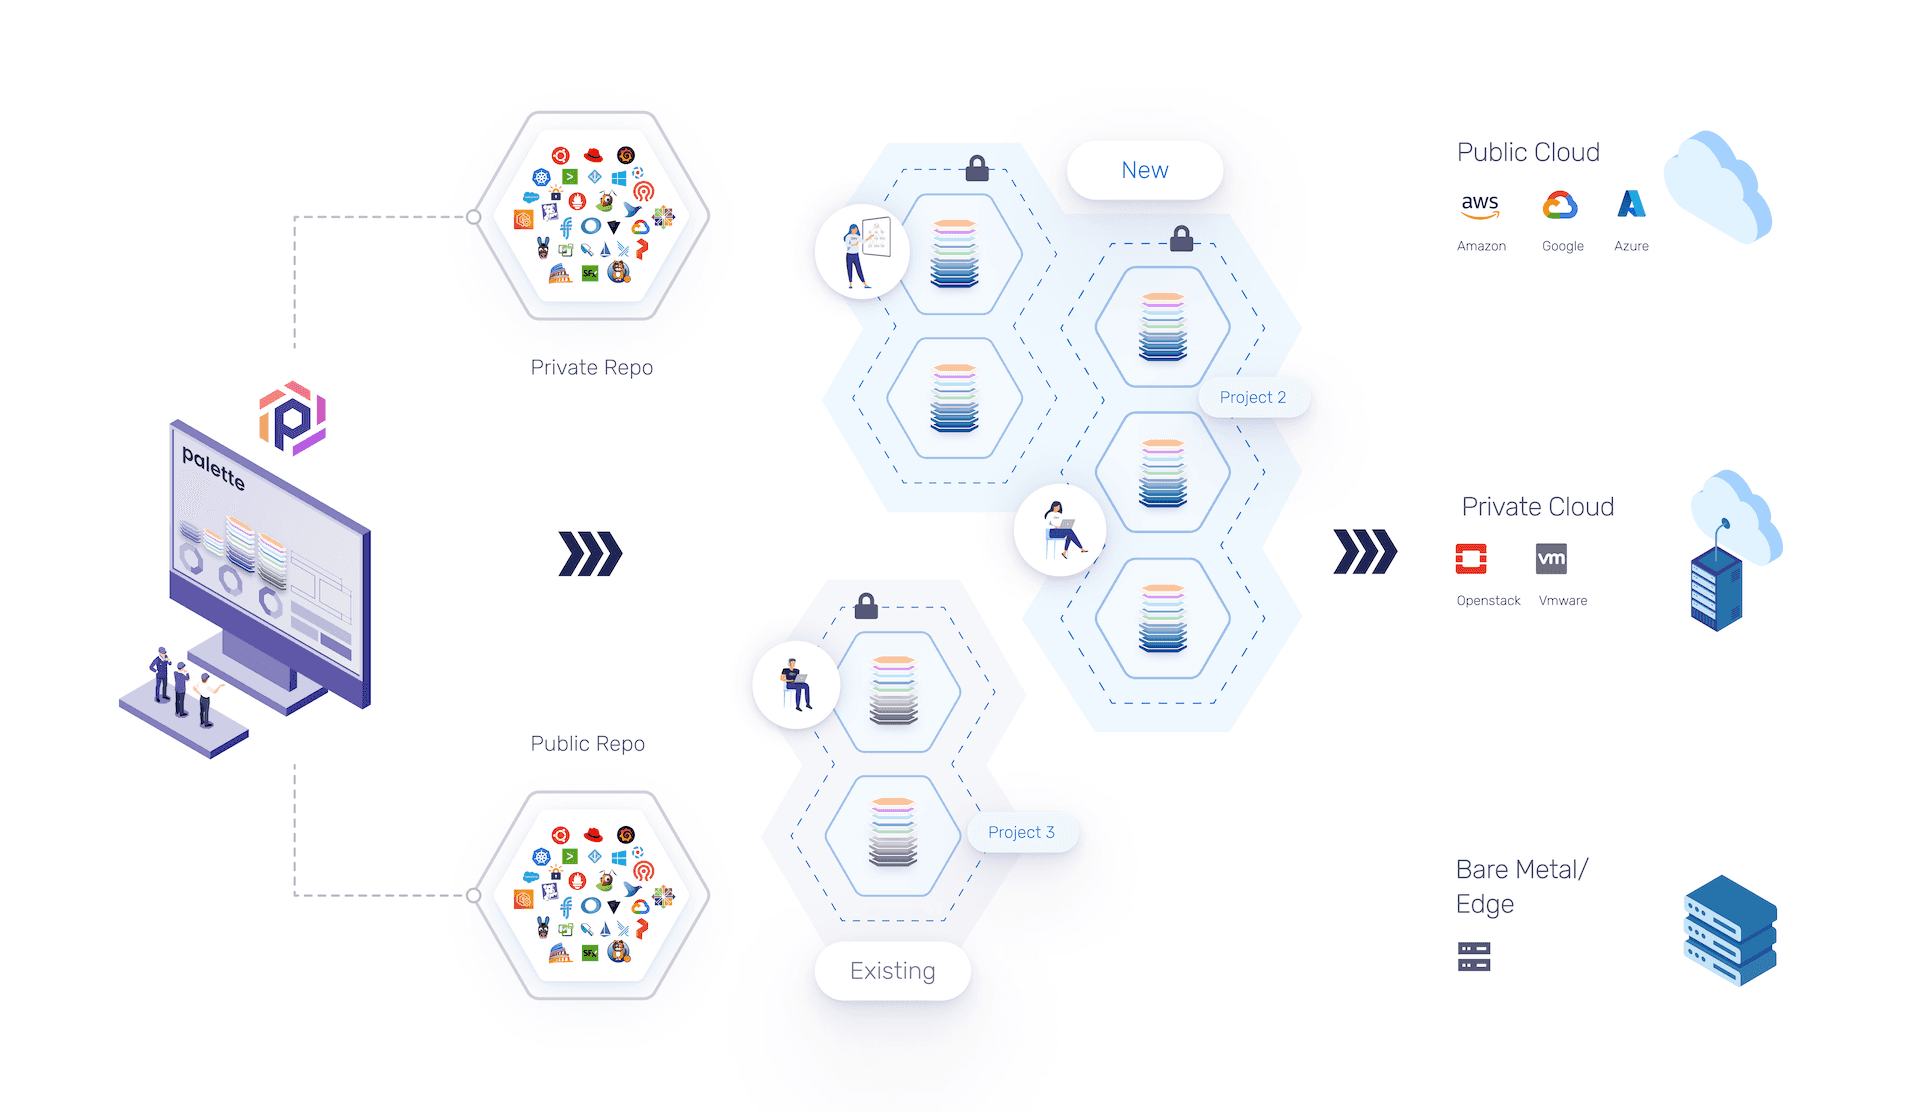 palette
Private Repo
Public Repo
New
Project 2
Project 3
Existing
Public Cloud
aws
Amazon
Google
Azure
Private Cloud
vm
Openstack
Vmware
Bare Metal/
Edge